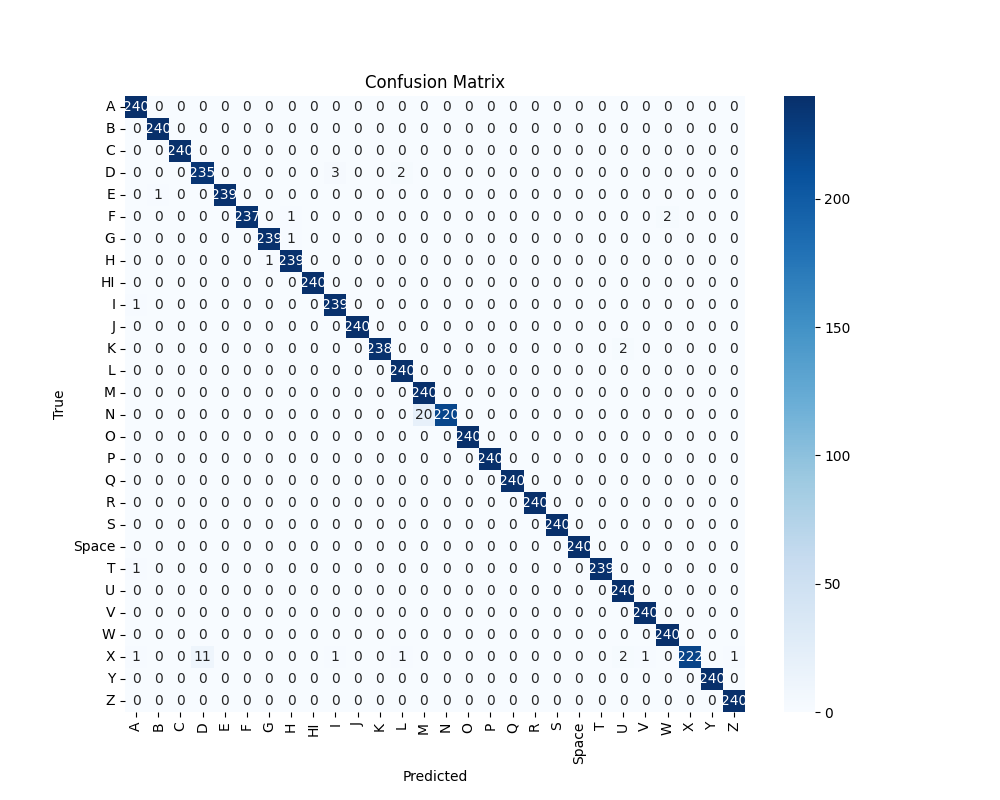 Confusion Matrix
A 240 0 0 0 0 0 0 0 0 0 0 0 0 0 0 0 0 0 0 0 0 0 0 0 0 0 0 0
B 0 240 0 0 0 0 0 0 0 0 0 0 0 0 0 0 0 0 0 0 0 0 0 0 0 0 0 0
C 0 0 240 0 0 0 0 0 0 0 0 0 0 0 0 0 0 0 0 0 0 0 0 0 0 0 0 0
D 0 0 0 235 0 0 0 0 0 3 0 0 2 0 0 0 0 0 0 0 0 0 0 0 0 0 0 0
E 0 1 0 0 239 0 0 0 0 0 0 0 0 0 0 0 0 0 0 0 0 0 0 0 0 0 0 0
F 0 0 0 0 0 237 0 1 0 0 0 0 0 0 0 0 0 0 0 0 0 0 0 0 2 0 0 0
G 0 0 0 0 0 0 239 1 0 0 0 0 0 0 0 0 0 0 0 0 0 0 0 0 0 0 0 0
H 0 0 0 0 0 0 1 239 0 0 0 0 0 0 0 0 0 0 0 0 0 0 0 0 0 0 0 0
HI 0 0 0 0 0 0 0 0 240 0 0 0 0 0 0 0 0 0 0 0 0 0 0 0 0 0 0 0
I 1 0 0 0 0 0 0 0 0 239 0 0 0 0 0 0 0 0 0 0 0 0 0 0 0 0 0 0
J 0 0 0 0 0 0 0 0 0 0 240 0 0 0 0 0 0 0 0 0 0 0 0 0 0 0 0 0
K 0 0 0 0 0 0 0 0 0 0 0 238 0 0 0 0 0 0 0 0 0 0 2 0 0 0 0 0
L 0 0 0 0 0 0 0 0 0 0 0 0 240 0 0 0 0 0 0 0 0 0 0 0 0 0 0 0
M 0 0 0 0 0 0 0 0 0 0 0 0 0 240 0 0 0 0 0 0 0 0 0 0 0 0 0 0
N 0 0 0 0 0 0 0 0 0 0 0 0 0 20 220 0 0 0 0 0 0 0 0 0 0 0 0 0
O 0 0 0 0 0 0 0 0 0 0 0 0 0 0 0 240 0 0 0 0 0 0 0 0 0 0 0 0
P 0 0 0 0 0 0 0 0 0 0 0 0 0 0 0 0 240 0 0 0 0 0 0 0 0 0 0 0
Q 0 0 0 0 0 0 0 0 0 0 0 0 0 0 0 0 0 240 0 0 0 0 0 0 0 0 0 0
R 0 0 0 0 0 0 0 0 0 0 0 0 0 0 0 0 0 0 240 0 0 0 0 0 0 0 0 0
S 0 0 0 0 0 0 0 0 0 0 0 0 0 0 0 0 0 0 0 240 0 0 0 0 0 0 0 0
Space 0 0 0 0 0 0 0 0 0 0 0 0 0 0 0 0 0 0 0 0 240 0 0 0 0 0 0 0
T 1 0 0 0 0 0 0 0 0 0 0 0 0 0 0 0 0 0 0 0 0 239 0 0 0 0 0 0
U 0 0 0 0 0 0 0 0 0 0 0 0 0 0 0 0 0 0 0 0 0 0 240 0 0 0 0 0
V 0 0 0 0 0 0 0 0 0 0 0 0 0 0 0 0 0 0 0 0 0 0 0 240 0 0 0 0
W 0 0 0 0 0 0 0 0 0 0 0 0 0 0 0 0 0 0 0 0 0 0 0 0 240 0 0 0
X 1 0 0 11 0 0 0 0 0 1 0 0 1 0 0 0 0 0 0 0 0 0 2 1 0 222 0 1
Y 0 0 0 0 0 0 0 0 0 0 0 0 0 0 0 0 0 0 0 0 0 0 0 0 0 0 240 0
Z 0 0 0 0 0 0 0 0 0 0 0 0 0 0 0 0 0 0 0 0 0 0 0 0 0 0 0 240
A B C D E F G H HI I J K L M N O P Q R S Space T U V W X Y Z
Predicted
True
200
150
100
50
0